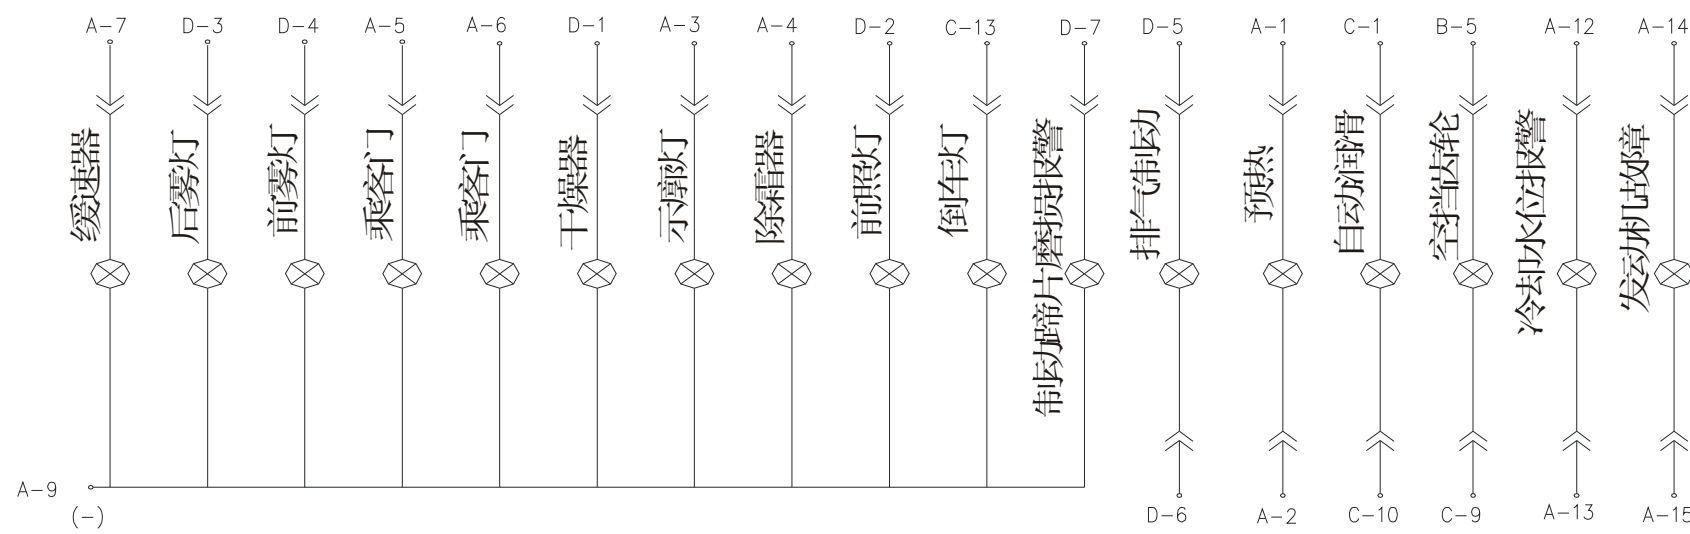 A-7
D-3
D-4
A-5
A-6
D-1
A-3
A-4
D-2
C-13
D-7
D-5
A-1
C-1
B-5
A-12
A-14
缓速器
后雾灯
前雾灯
乘客门
乘客门
干燥器
示廓灯
除霜器
前照灯
倒车灯
制动蹄片磨损报警
排气制动
预热
自动润滑
空挡齿轮
冷却水位报警
发动机故障
A-9
(-)
D-6
A-2
C-10
C-9
A-13
A-15